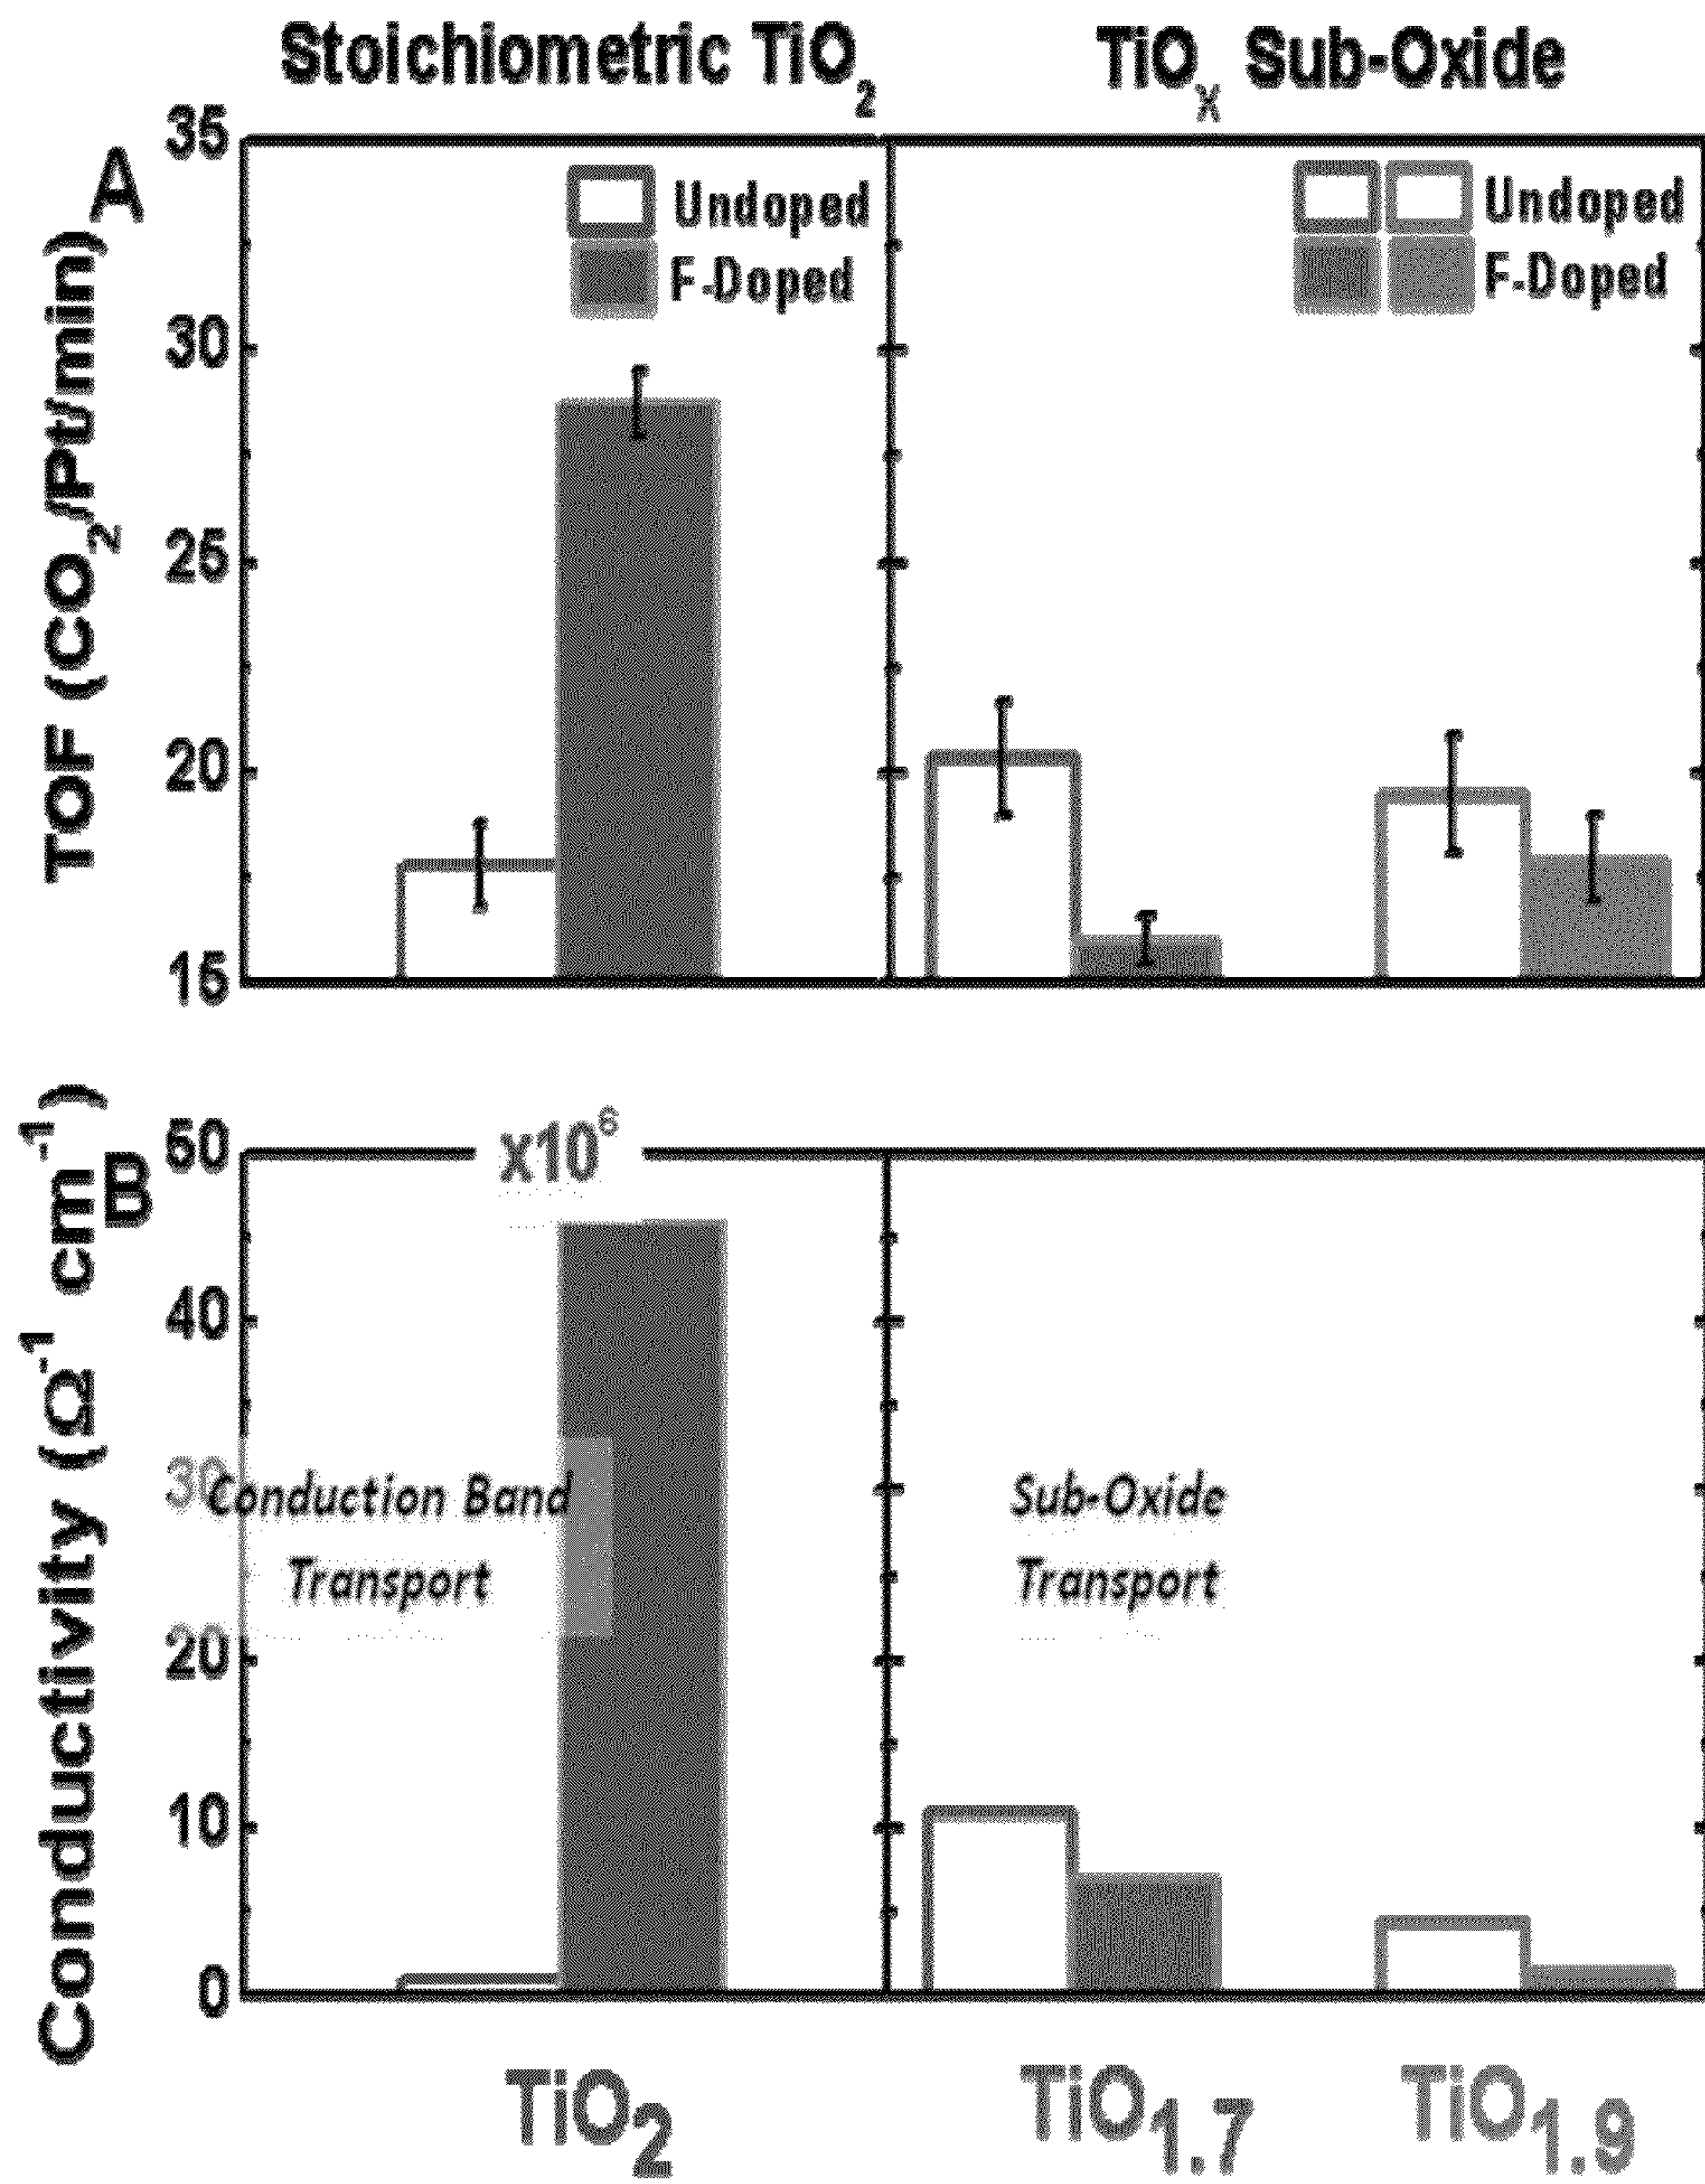 Stoichiometric TiO2
TiOx Sub-Oxide
A
TOF (CO2/Pt/min)
35
30
25
20
15
Undoped
F-Doped
Undoped
F-Doped
B
Conductivity (Ω-1 cm-1)
50
40
30
20
10
0
x10^6
Conduction Band
Transport
Sub-Oxide
Transport
TiO2
TiO1.7
TiO1.9